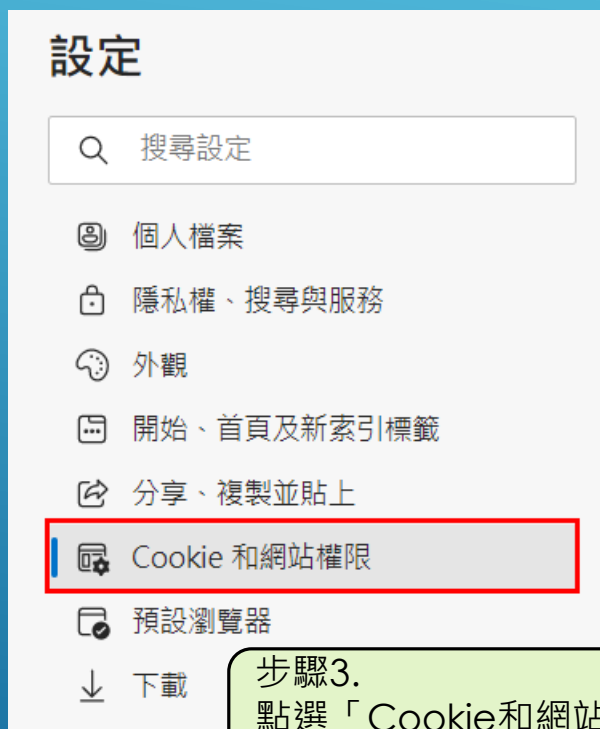 設定
搜尋設定
個人檔案
隱私權、搜尋與服務
外觀
開始、首頁及新索引標籤
分享、複製並貼上
Cookie 和網站權限
預設瀏覽器
下載
步驟3.
點選「Cookie和網站